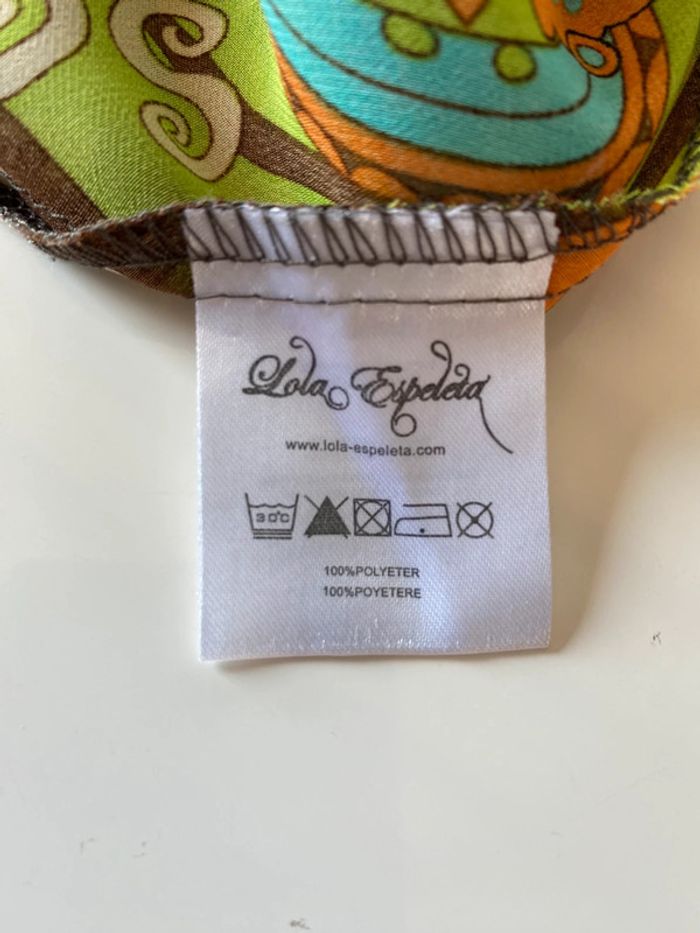 Lola Espeleta
www.lola-espeleta.com
30°C
100%POLYETER
100%POYETERE